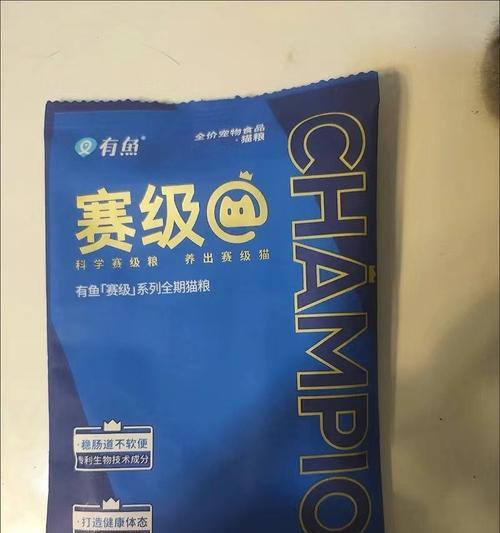 有鱼®
全价宠物食品
·猫粮
赛级
科学赛级粮 养出赛级猫
有鱼「赛级」系列全期猫粮
CHAMPIO
·稳肠道不软便
专利生物技术成分
·打造健康体态